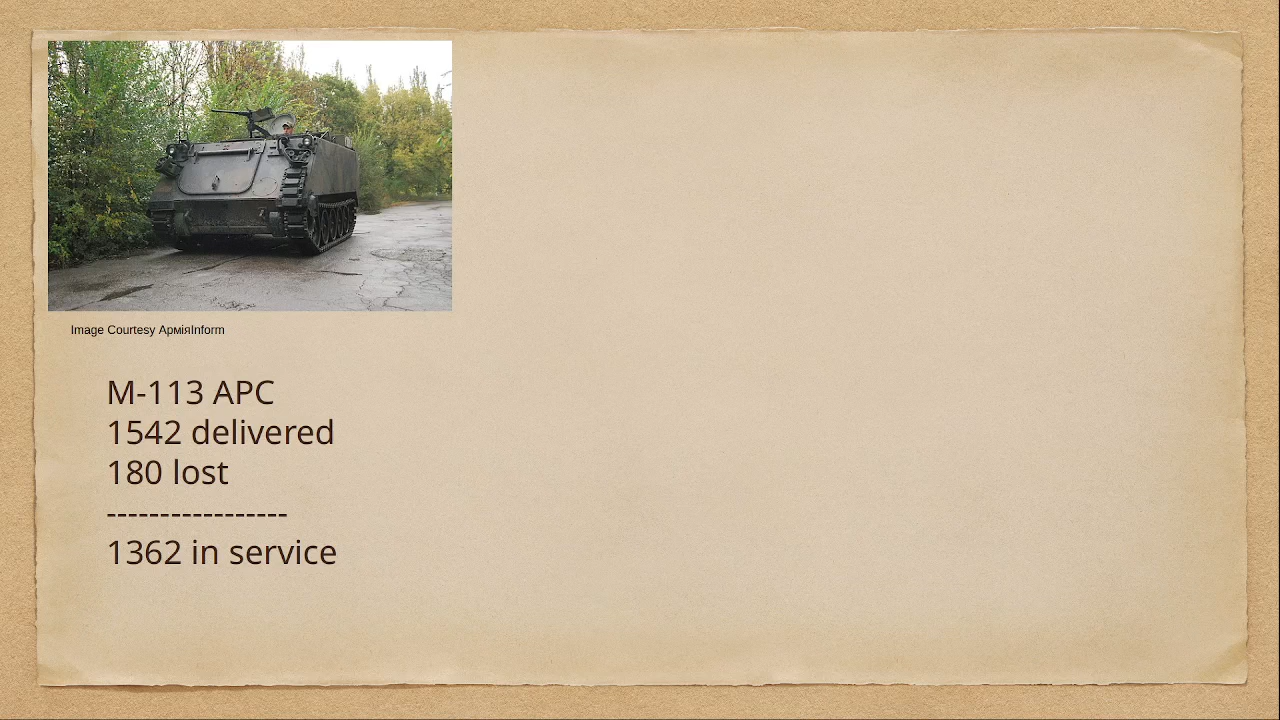 Image Courtesy АрміяInform
M-113 APC
1542 delivered
180 lost
-----------------
1362 in service